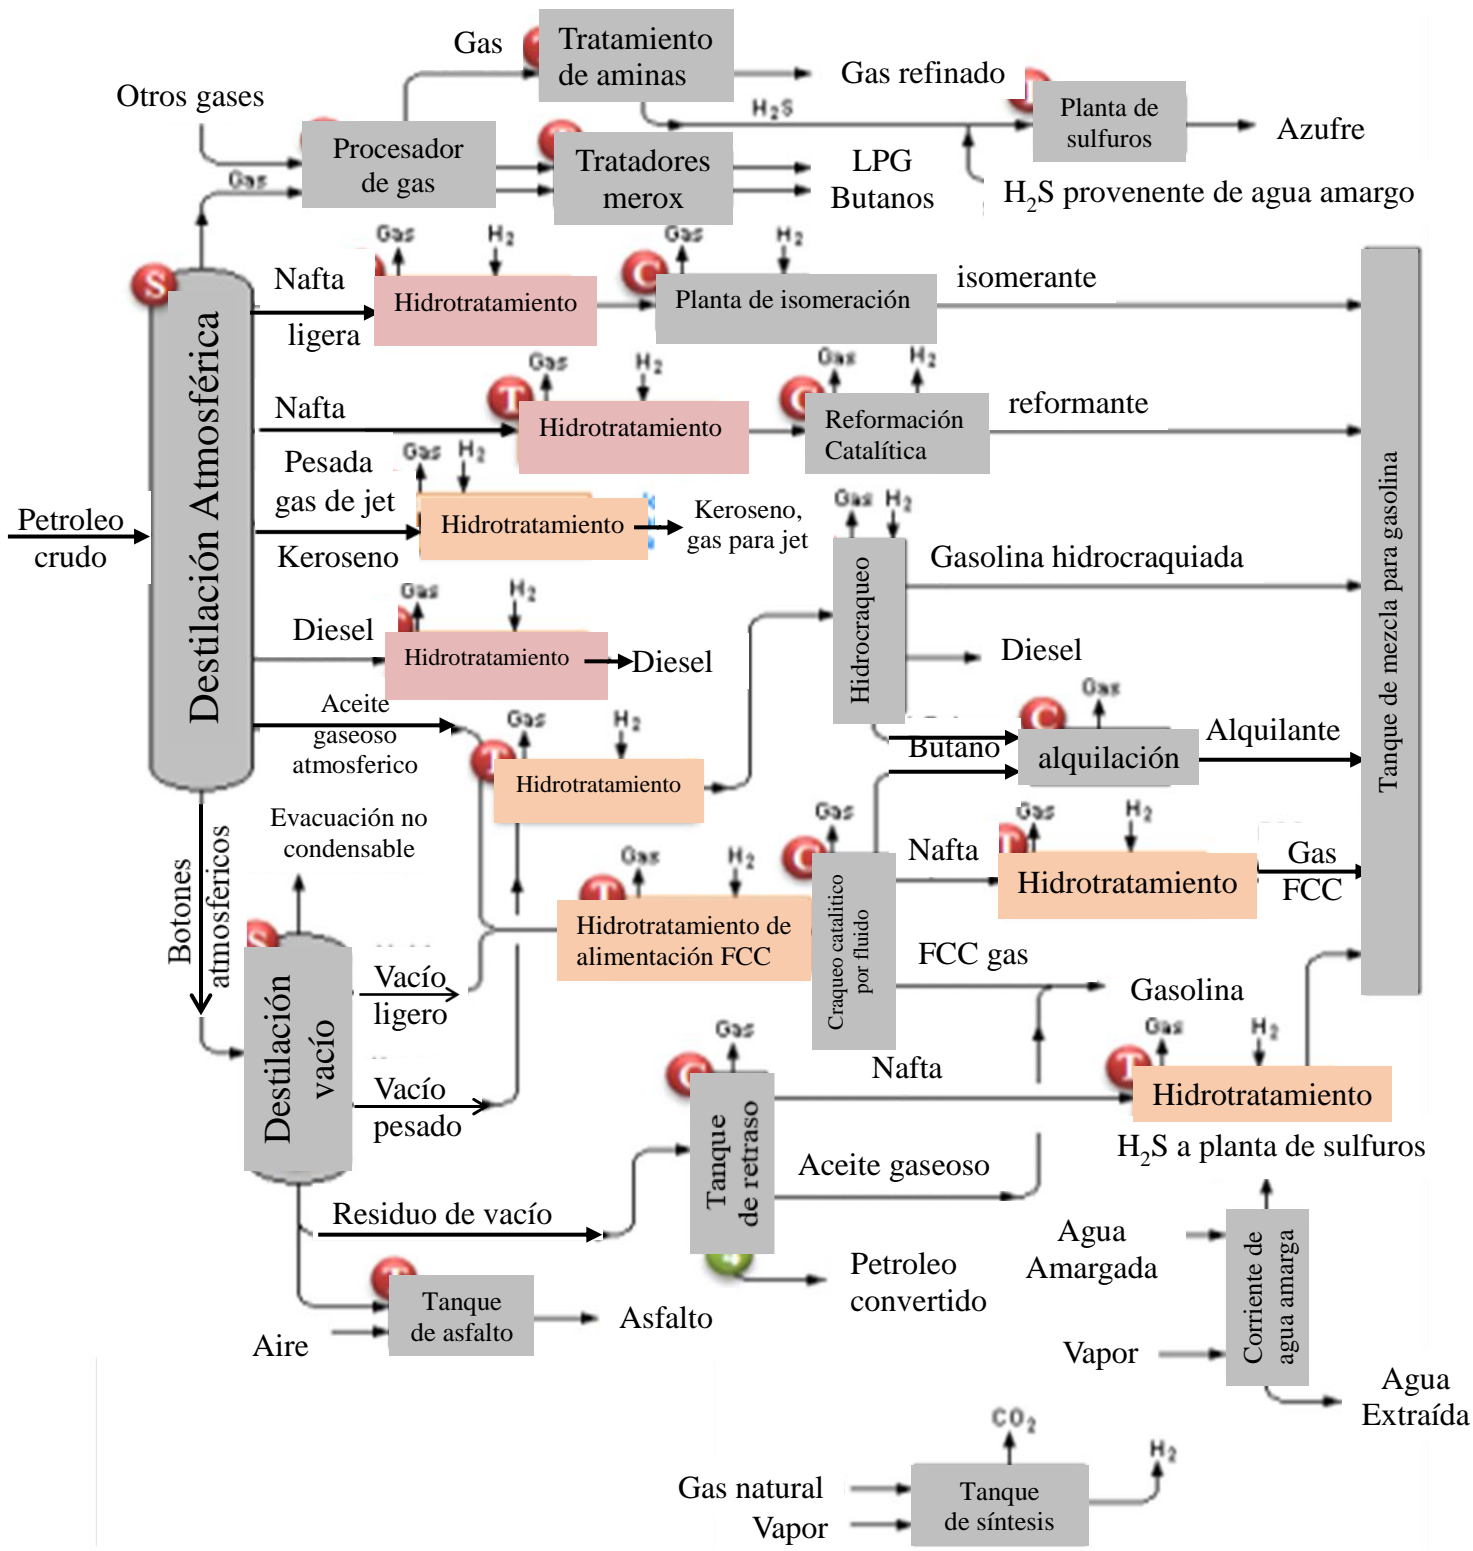 Gas
Tratamiento
de aminas
Gas refinado
Otros gases
H2S
Planta de
sulfuros
Azufre
Procesador
de gas
Gas
Tratadores
merox
LPG
Butanos
H2S provenente de agua amargo
S
Destilación Atmosférica
Petroleo
crudo
Nafta
ligera
Gas
H2
Hidrotratamiento
C
Gas
H2
Planta de isomeración
isomerante
Nafta
Pesada
T
Gas
H2
Hidrotratamiento
C
Gas
H2
Reformación
Catalítica
reformante
gas de jet
Keroseno
Gas
H2
Hidrotratamiento
Keroseno,
gas para jet
Diesel
Gas
H2
Hidrotratamiento
Diesel
Gas
H2
Hidrocraqueo
Gasolina hidrocraquiada
Diesel
Tanque de mezcla para gasolina
Aceite
gaseoso
atmosferico
T
Gas
H2
Hidrotratamiento
Butano
C
Gas
alquilación
Alquilante
Botones
atmosfericos
Evacuación no
condensable
T
Gas
H2
Hidrotratamiento de
alimentación FCC
C
Gas
Craqueo catalitico
por fluido
Nafta
T
Gas
H2
Hidrotratamiento
Gas
FCC
FCC gas
Gasolina
S
Destilación
vacío
Vacío
ligero
Vacío
pesado
C
Gas
Tanque
de retraso
Nafta
T
Gas
H2
Hidrotratamiento
H2S a planta de sulfuros
Aceite gaseoso
Residuo de vacío
Petroleo
convertido
T
Tanque
de asfalto
Asfalto
Aire
Agua
Amargada
Vapor
Corriente de
agua amarga
Agua
Extraída
CO2
H2
Gas natural
Vapor
Tanque
de síntesis